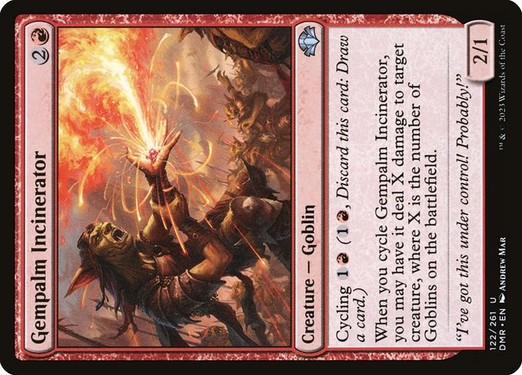 Gempalm Incinerator 2
Creature — Goblin
Cycling 1 (1, Discard this card: Draw
a card.)
When you cycle Gempalm Incinerator,
you may have it deal X damage to target
creature, where X is the number of
Goblins on the battlefield.
"I've got this under control! Probably!"
2/1
122/261 U
DMR • EN Andrew Mar
™ & © 2023 Wizards of the Coast